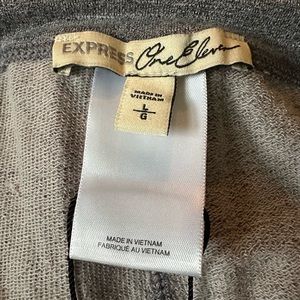 EXPRESS One Eleven
MADE IN
VIETNAM
L
G
MADE IN VIETNAM
FABRIQUÉ AU VIETNAM